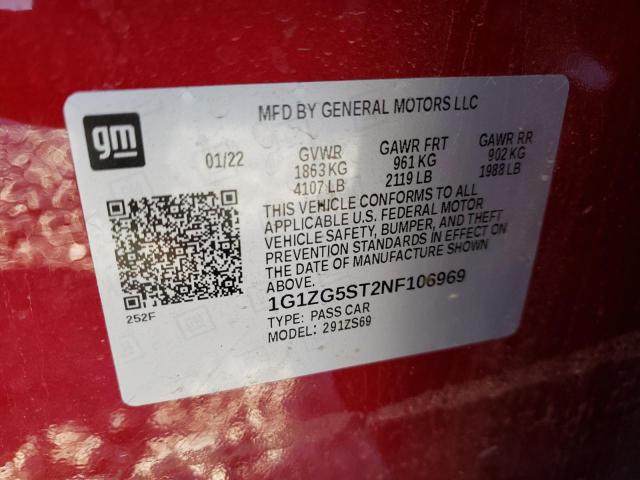 MFD BY GENERAL MOTORS LLC
gm
01/22
GVWR
1863 KG
4107 LB
GAWR FRT
961 KG
2119 LB
GAWR RR
902 KG
1988 LB
THIS VEHICLE CONFORMS TO ALL
APPLICABLE U.S. FEDERAL MOTOR
VEHICLE SAFETY, BUMPER, AND THEFT
PREVENTION STANDARDS IN EFFECT ON
THE DATE OF MANUFACTURE SHOWN
ABOVE.
1G1ZG5ST2NF106969
TYPE: PASS CAR
MODEL: 291ZS69
252F